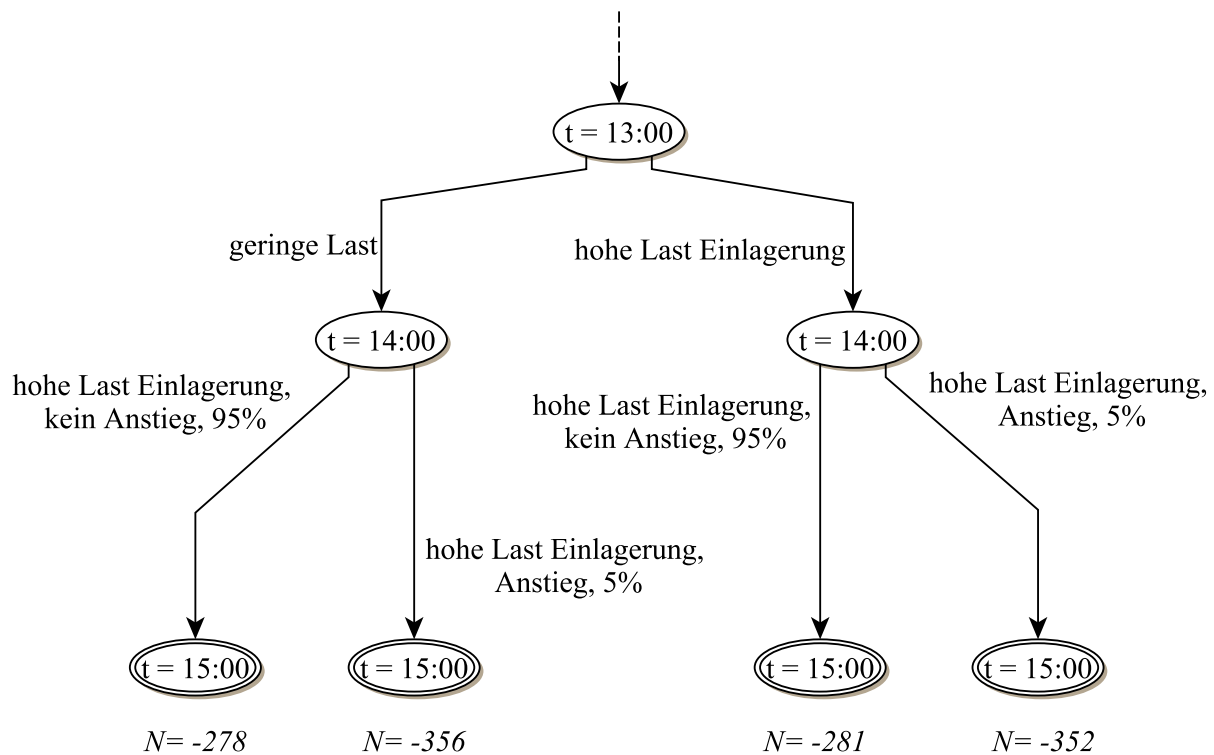 t = 13:00
geringe Last
hohe Last Einlagerung
t = 14:00
t = 14:00
hohe Last Einlagerung,
kein Anstieg, 95%
hohe Last Einlagerung,
Anstieg, 5%
hohe Last Einlagerung,
kein Anstieg, 95%
hohe Last Einlagerung,
Anstieg, 5%
t = 15:00
t = 15:00
t = 15:00
t = 15:00
N= -278
N= -356
N= -281
N= -352